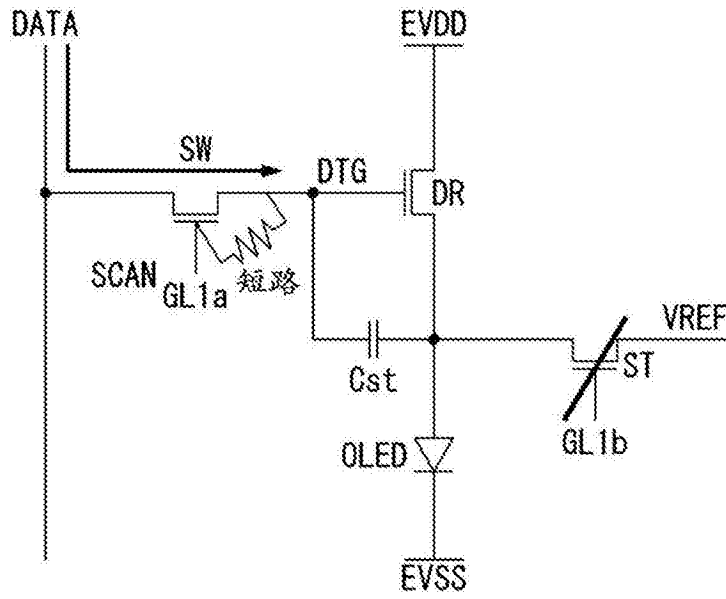 DATA
EVDD
SW
DTG
DR
SCAN
GL1a
短路
VREF
Cst
ST
GL1b
OLED
EVSS